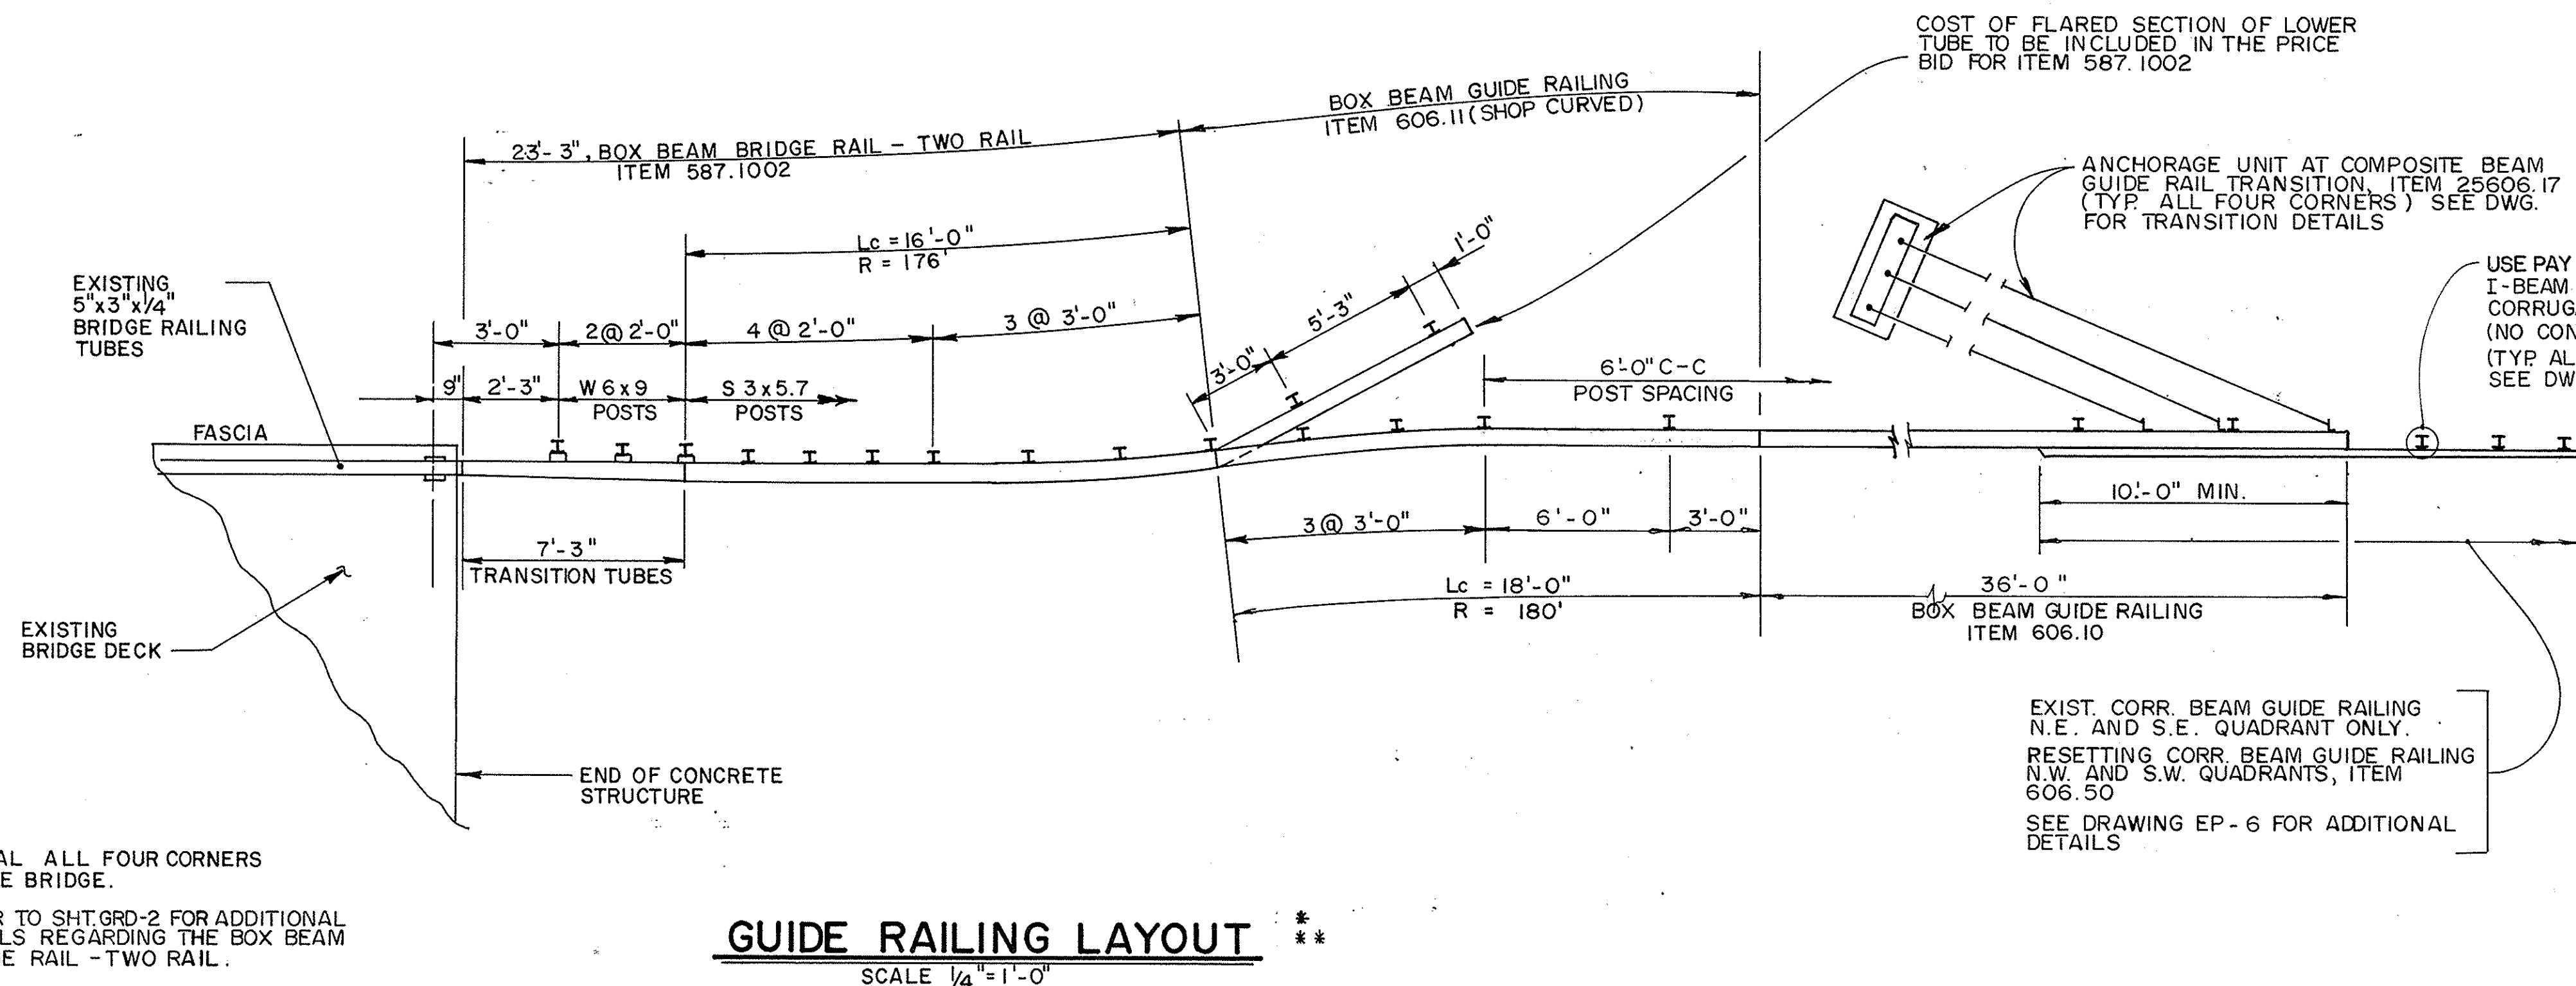 COST OF FLARED SECTION OF LOWER
TUBE TO BE INCLUDED IN THE PRICE
BID FOR ITEM 587.1002
BOX BEAM GUIDE RAILING
ITEM 606.11 (SHOP CURVED)
23'-3", BOX BEAM BRIDGE RAIL - TWO RAIL
ITEM 587.1002
ANCHORAGE UNIT AT COMPOSITE BEAM
GUIDE RAIL TRANSITION, ITEM 25606.17
(TYP. ALL FOUR CORNERS) SEE DWG.
FOR TRANSITION DETAILS
Lc = 16'-0"
R = 176'
1'-0"
5'-3"
3'-0"
USE PAY
I-BEAM
CORRUG
(NO CON
(TYP. AL
SEE DW
EXISTING
5"x3"x1/4"
BRIDGE RAILING
TUBES
3'-0"
2@ 2'-0"
4 @ 2'-0"
3 @ 3'-0"
9"
2'-3"
W 6 x 9
POSTS
S 3 x 5.7
POSTS
6'-0" C-C
POST SPACING
FASCIA
10'-0" MIN.
3 @ 3'-0"
6'-0"
3'-0"
7'-3"
TRANSITION TUBES
Lc = 18'-0"
R = 180'
36'-0"
BOX BEAM GUIDE RAILING
ITEM 606.10
EXISTING
BRIDGE DECK
EXIST. CORR. BEAM GUIDE RAILING
N.E. AND S.E. QUADRANT ONLY.
RESETTING CORR. BEAM GUIDE RAILING
N.W. AND S.W. QUADRANTS, ITEM
606.50
SEE DRAWING EP-6 FOR ADDITIONAL
DETAILS
END OF CONCRETE
STRUCTURE
AL ALL FOUR CORNERS
E BRIDGE.
R TO SHT.GRD-2 FOR ADDITIONAL
LS REGARDING THE BOX BEAM
E RAIL - TWO RAIL.
GUIDE RAILING LAYOUT *
**
SCALE 1/4"=1'-0"